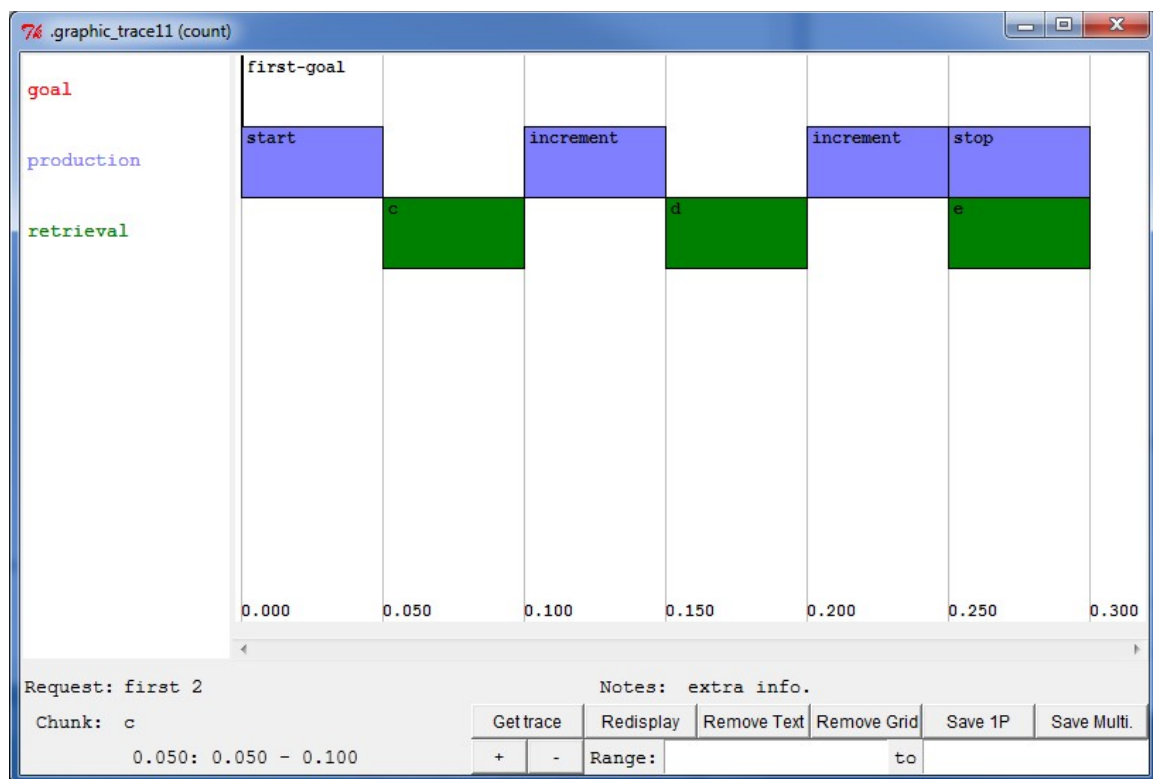 .graphic_trace11 (count)
first-goal
goal
start increment increment stop
production
c d e
retrieval
0.000 0.050 0.100 0.150 0.200 0.250 0.300
Request: first 2 Notes: extra info.
Chunk: c Get trace Redisplay Remove Text Remove Grid Save 1P Save Multi.
0.050: 0.050 - 0.100 + - Range: to